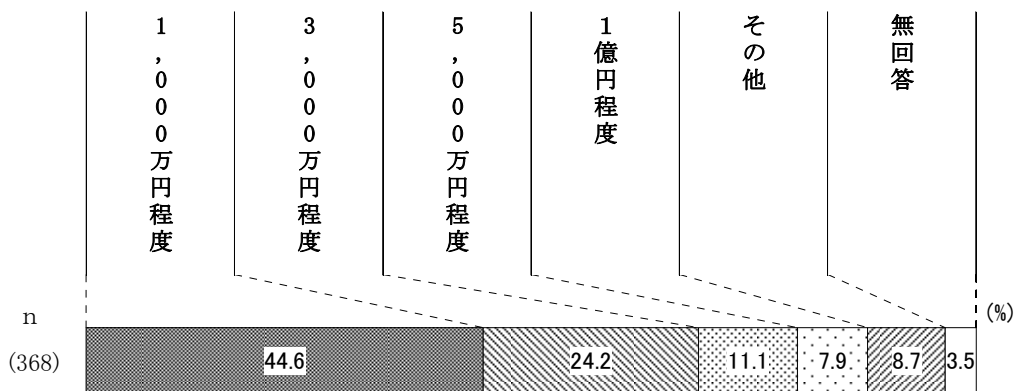 1,000万円程度
3,000万円程度
5,000万円程度
1億円程度
その他
無回答
(%)
n
(368)
44.6
24.2
11.1
7.9
8.7
3.5